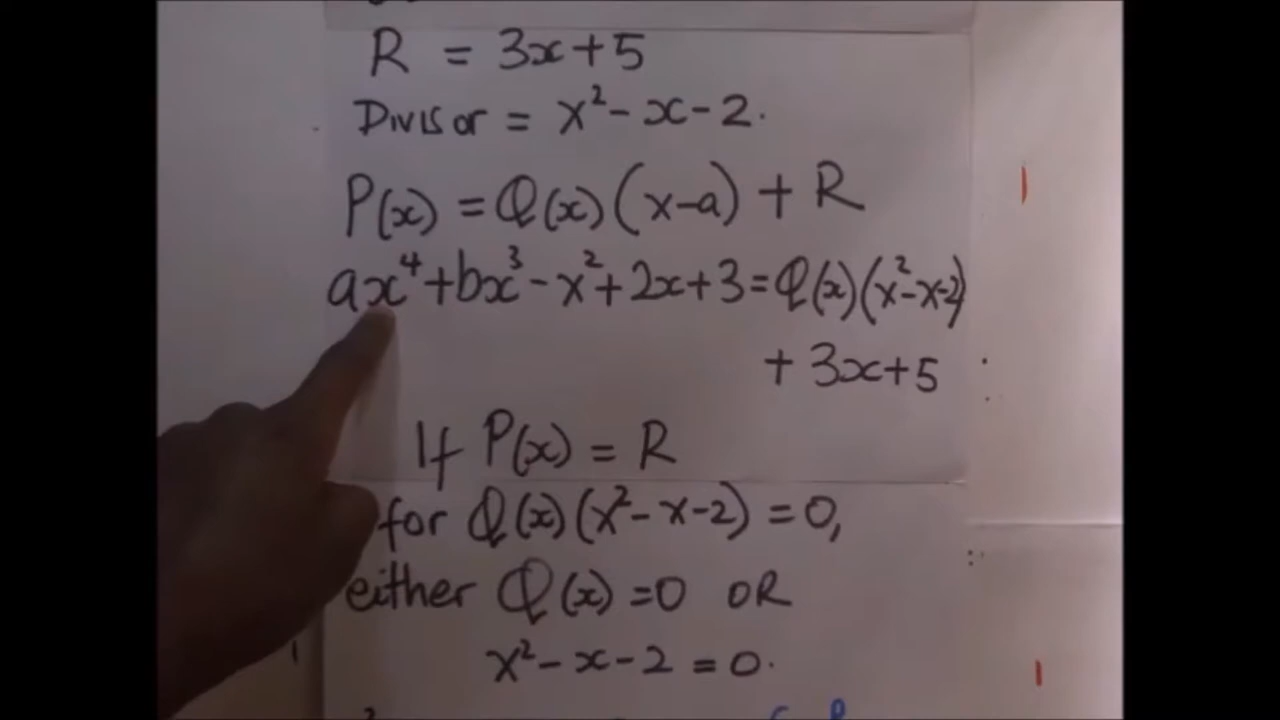 R = 3x+5
Divisor = x²-x-2.
P(x) = Q(x)(x-a) + R
ax⁴+bx³-x²+2x+3=Q(x)(x²-x-2)
+ 3x+5
If P(x) = R
for Q(x)(x²-x-2) = 0,
either Q(x) =0 OR
x²-x-2 = 0.